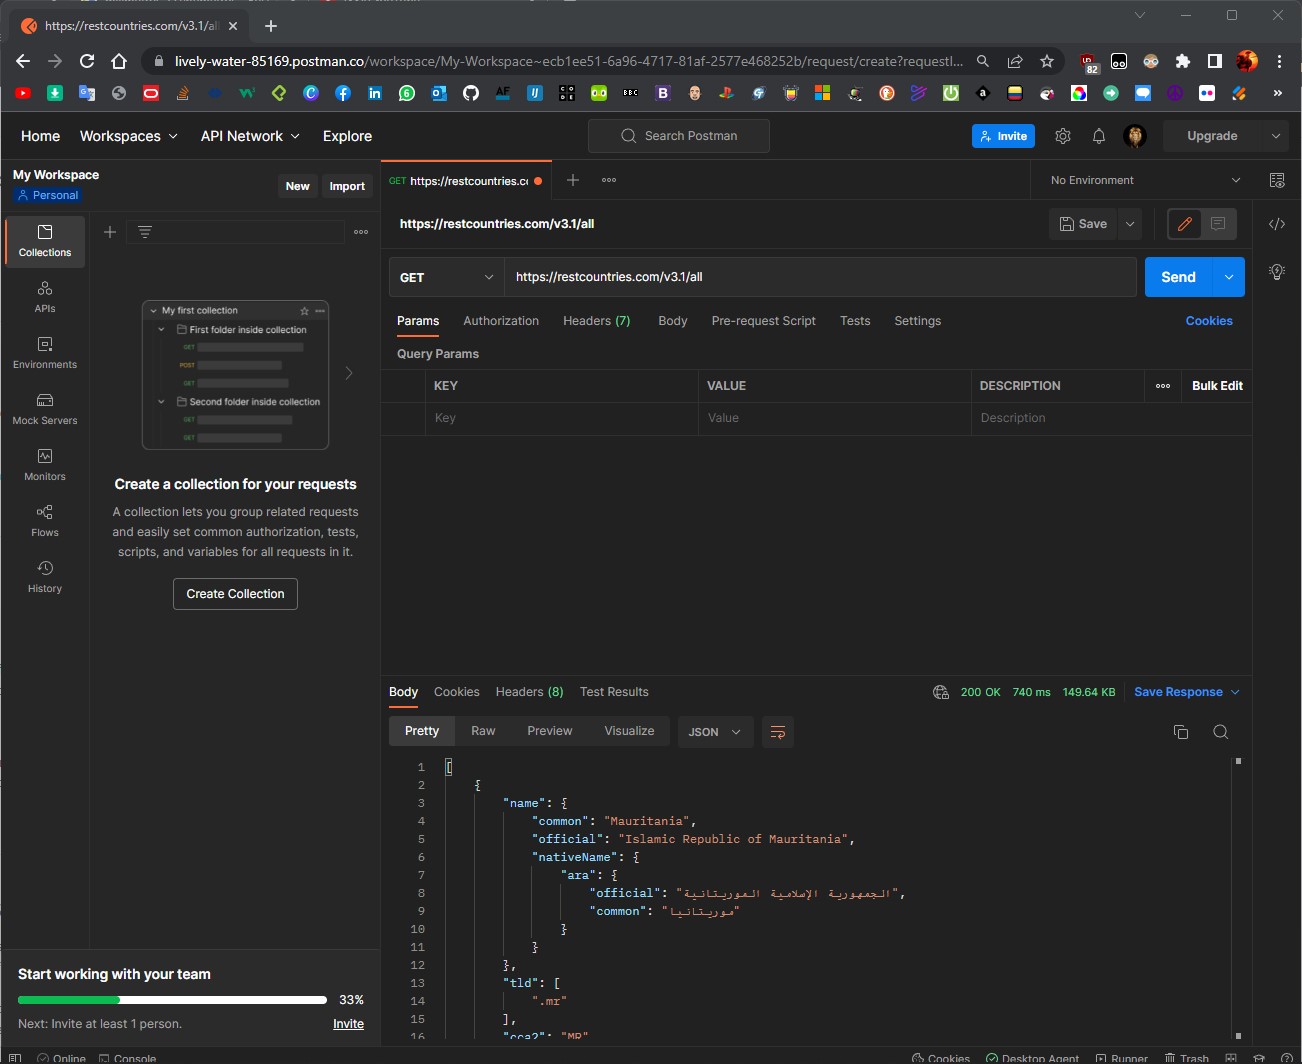 https://restcountries.com/v3.1/all
lively-water-85169.postman.co/workspace/My-Workspace~ecb1ee51-6a96-4717-81af-2577e468252b/request/create?requestI...
82
Home Workspaces API Network Explore
Search Postman
Invite
Upgrade
My Workspace
Personal
New Import
GET https://restcountries.cc
No Environment
Collections
APIs
Environments
Mock Servers
Monitors
Flows
History
My first collection
First folder inside collection
GET
POST
GET
Second folder inside collection
GET
GET
Create a collection for your requests
A collection lets you group related requests
and easily set common authorization, tests,
scripts, and variables for all requests in it.
Create Collection
Start working with your team
33%
Next: Invite at least 1 person. Invite
https://restcountries.com/v3.1/all
Save
GET https://restcountries.com/v3.1/all Send
Params Authorization Headers (7) Body Pre-request Script Tests Settings Cookies
Query Params
KEY VALUE DESCRIPTION Bulk Edit
Key Value Description
Body Cookies Headers (8) Test Results 200 OK 740 ms 149.64 KB Save Response
Pretty Raw Preview Visualize JSON
1 [
2 {
3 "name": {
4 "common": "Mauritania",
5 "official": "Islamic Republic of Mauritania",
6 "nativeName": {
7 "ara": {
8 "official": "الجمهورية الإسلامية الموريتانية",
9 "common": "موريتانيا"
10 }
11 }
12 },
13 "tld": [
14 ".mr"
15 ],
16 "cca2": "MR"
Online Console Cookies Desktop Agent Runner Trash